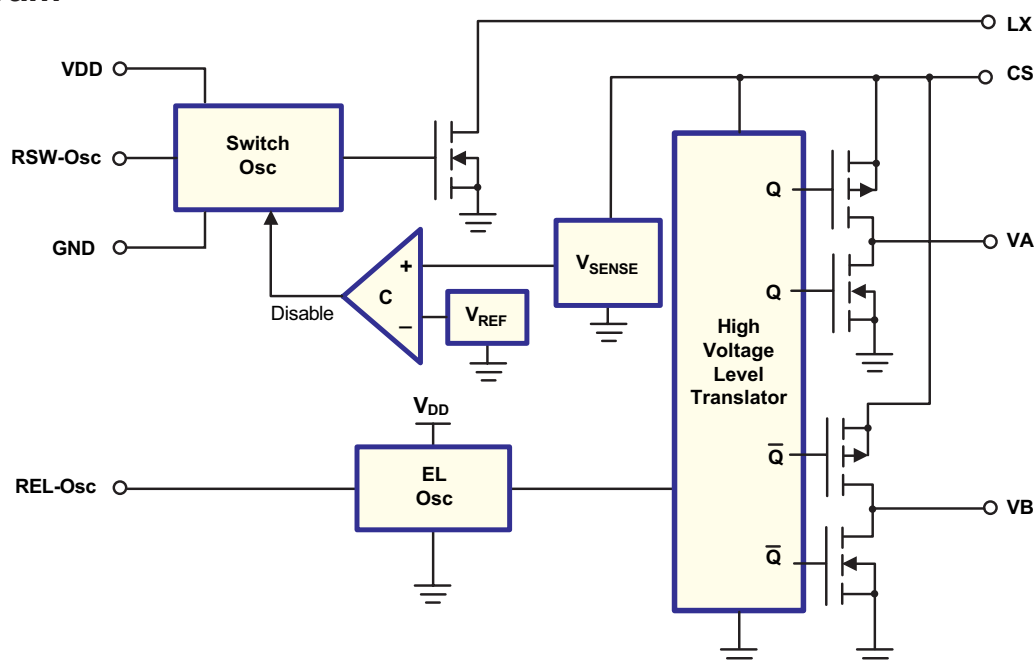 LX
VDD
CS
RSW-Osc
Switch
Osc
Q
GND
VA
+
VSENSE
C
Q
Disable
–
VREF
High
Voltage
Level
Translator
VDD
Q̅
REL-Osc
EL
Osc
VB
Q̅